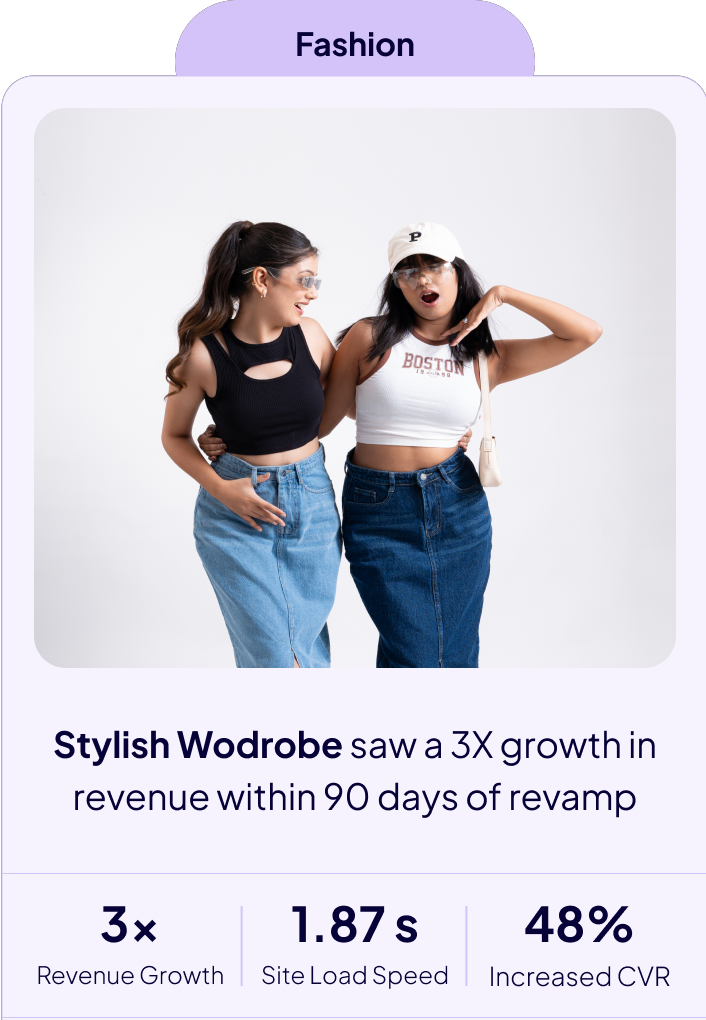 Fashion
P
BOSTON
Stylish Wodrobe saw a 3X growth in
revenue within 90 days of revamp
3×
1.87 s
48%
Revenue Growth
Site Load Speed
Increased CVR